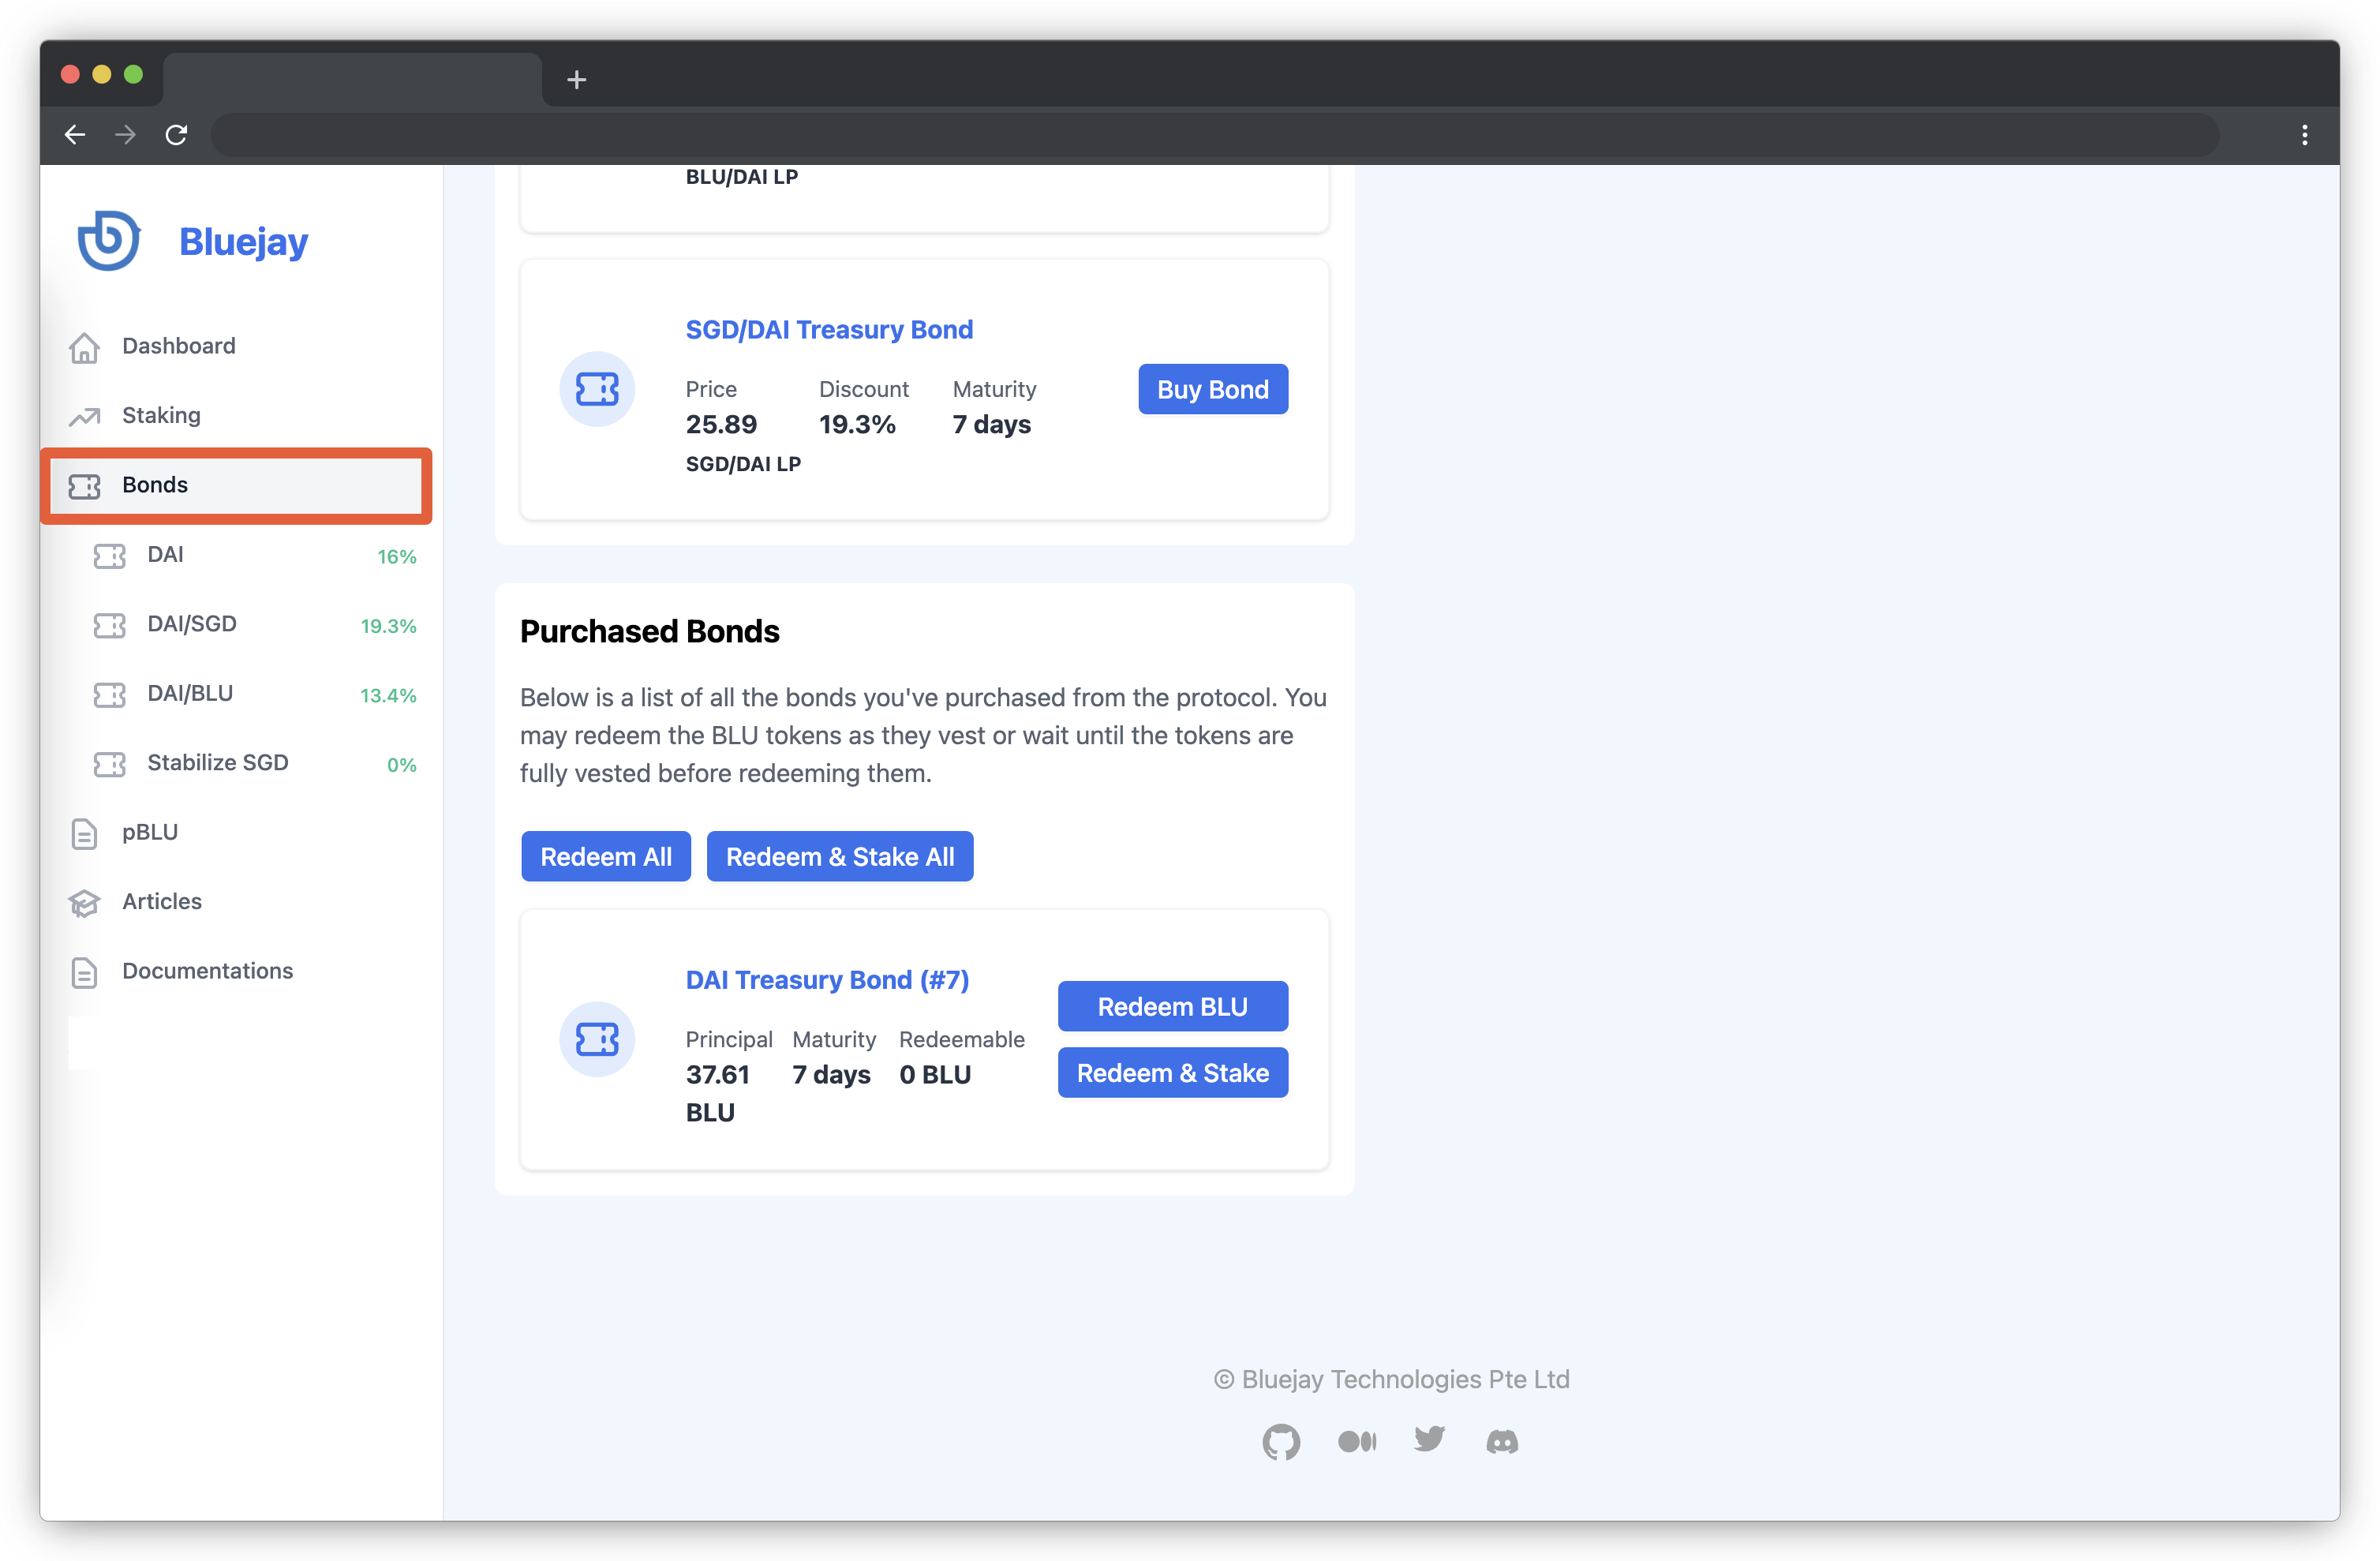 Bluejay
Dashboard
Staking
Bonds
DAI 16%
DAI/SGD 19.3%
DAI/BLU 13.4%
Stabilize SGD 0%
pBLU
Articles
Documentations
BLU/DAI LP
SGD/DAI Treasury Bond
Price Discount Maturity
25.89 19.3% 7 days
SGD/DAI LP
Buy Bond
Purchased Bonds
Below is a list of all the bonds you've purchased from the protocol. You
may redeem the BLU tokens as they vest or wait until the tokens are
fully vested before redeeming them.
Redeem All Redeem & Stake All
DAI Treasury Bond (#7)
Principal Maturity Redeemable
37.61 7 days 0 BLU
BLU
Redeem BLU
Redeem & Stake
© Bluejay Technologies Pte Ltd